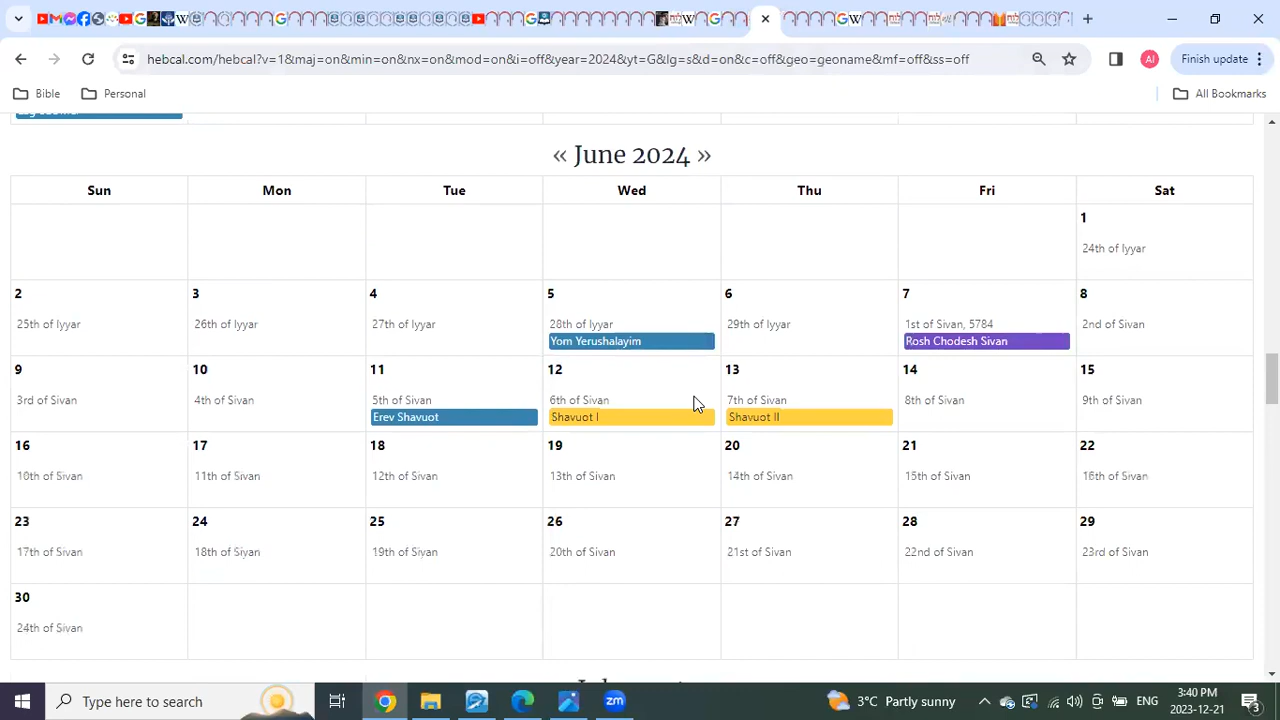 W
G
W
G
G
W
Finish update
hebcal.com/hebcal?v=1&maj=on&min=on&nx=on&mod=on&i=off&year=2024&yt=G&lg=s&d=on&c=off&geo=geoname&mf=off&ss=off
AI
Bible
Personal
All Bookmarks
« June 2024 »
Sun Mon Tue Wed Thu Fri Sat
1
24th of Iyyar
2 3 4 5 6 7 8
25th of Iyyar 26th of Iyyar 27th of Iyyar 28th of Iyyar 29th of Iyyar 1st of Sivan, 5784 2nd of Sivan
Yom Yerushalayim Rosh Chodesh Sivan
9 10 11 12 13 14 15
3rd of Sivan 4th of Sivan 5th of Sivan 6th of Sivan 7th of Sivan 8th of Sivan 9th of Sivan
Erev Shavuot Shavuot I Shavuot II
16 17 18 19 20 21 22
10th of Sivan 11th of Sivan 12th of Sivan 13th of Sivan 14th of Sivan 15th of Sivan 16th of Sivan
23 24 25 26 27 28 29
17th of Sivan 18th of Sivan 19th of Sivan 20th of Sivan 21st of Sivan 22nd of Sivan 23rd of Sivan
30
24th of Sivan
Type here to search
zm
3°C Partly sunny
ENG
3:40 PM
2023-12-21
3